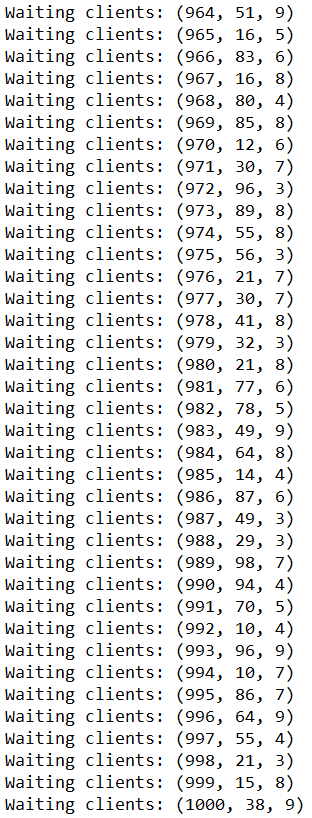 Waiting clients: (964, 51, 9)
Waiting clients: (965, 16, 5)
Waiting clients: (966, 83, 6)
Waiting clients: (967, 16, 8)
Waiting clients: (968, 80, 4)
Waiting clients: (969, 85, 8)
Waiting clients: (970, 12, 6)
Waiting clients: (971, 30, 7)
Waiting clients: (972, 96, 3)
Waiting clients: (973, 89, 8)
Waiting clients: (974, 55, 8)
Waiting clients: (975, 56, 3)
Waiting clients: (976, 21, 7)
Waiting clients: (977, 30, 7)
Waiting clients: (978, 41, 8)
Waiting clients: (979, 32, 3)
Waiting clients: (980, 21, 8)
Waiting clients: (981, 77, 6)
Waiting clients: (982, 78, 5)
Waiting clients: (983, 49, 9)
Waiting clients: (984, 64, 8)
Waiting clients: (985, 14, 4)
Waiting clients: (986, 87, 6)
Waiting clients: (987, 49, 3)
Waiting clients: (988, 29, 3)
Waiting clients: (989, 98, 7)
Waiting clients: (990, 94, 4)
Waiting clients: (991, 70, 5)
Waiting clients: (992, 10, 4)
Waiting clients: (993, 96, 9)
Waiting clients: (994, 10, 7)
Waiting clients: (995, 86, 7)
Waiting clients: (996, 64, 9)
Waiting clients: (997, 55, 4)
Waiting clients: (998, 21, 3)
Waiting clients: (999, 15, 8)
Waiting clients: (1000, 38, 9)